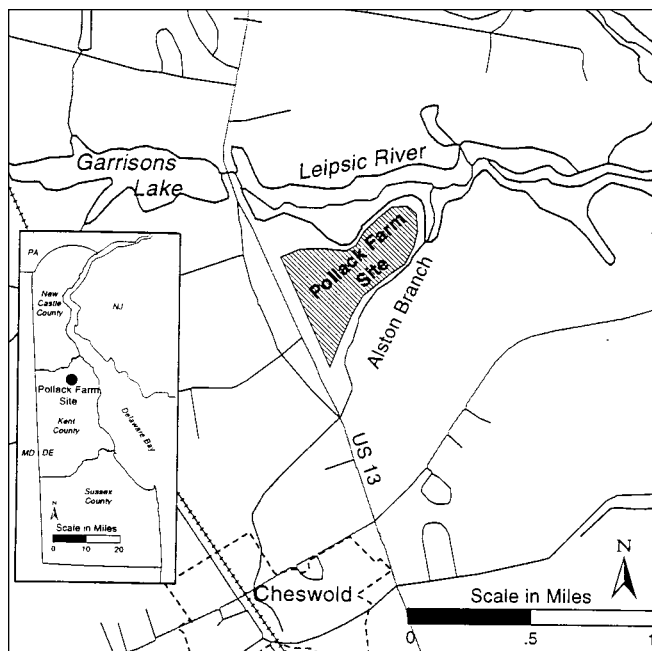 Garrisons
Lake
Leipsic River
Pollack Farm
Site
Alston Branch
US 13
Cheswold
N
Scale in Miles
0 .5 1
PA
New
Castle
County
NJ
Pollack Farm
Site
Kent
County
Delaware Bay
MD DE
Sussex
County
N
Scale in Miles
0 10 20